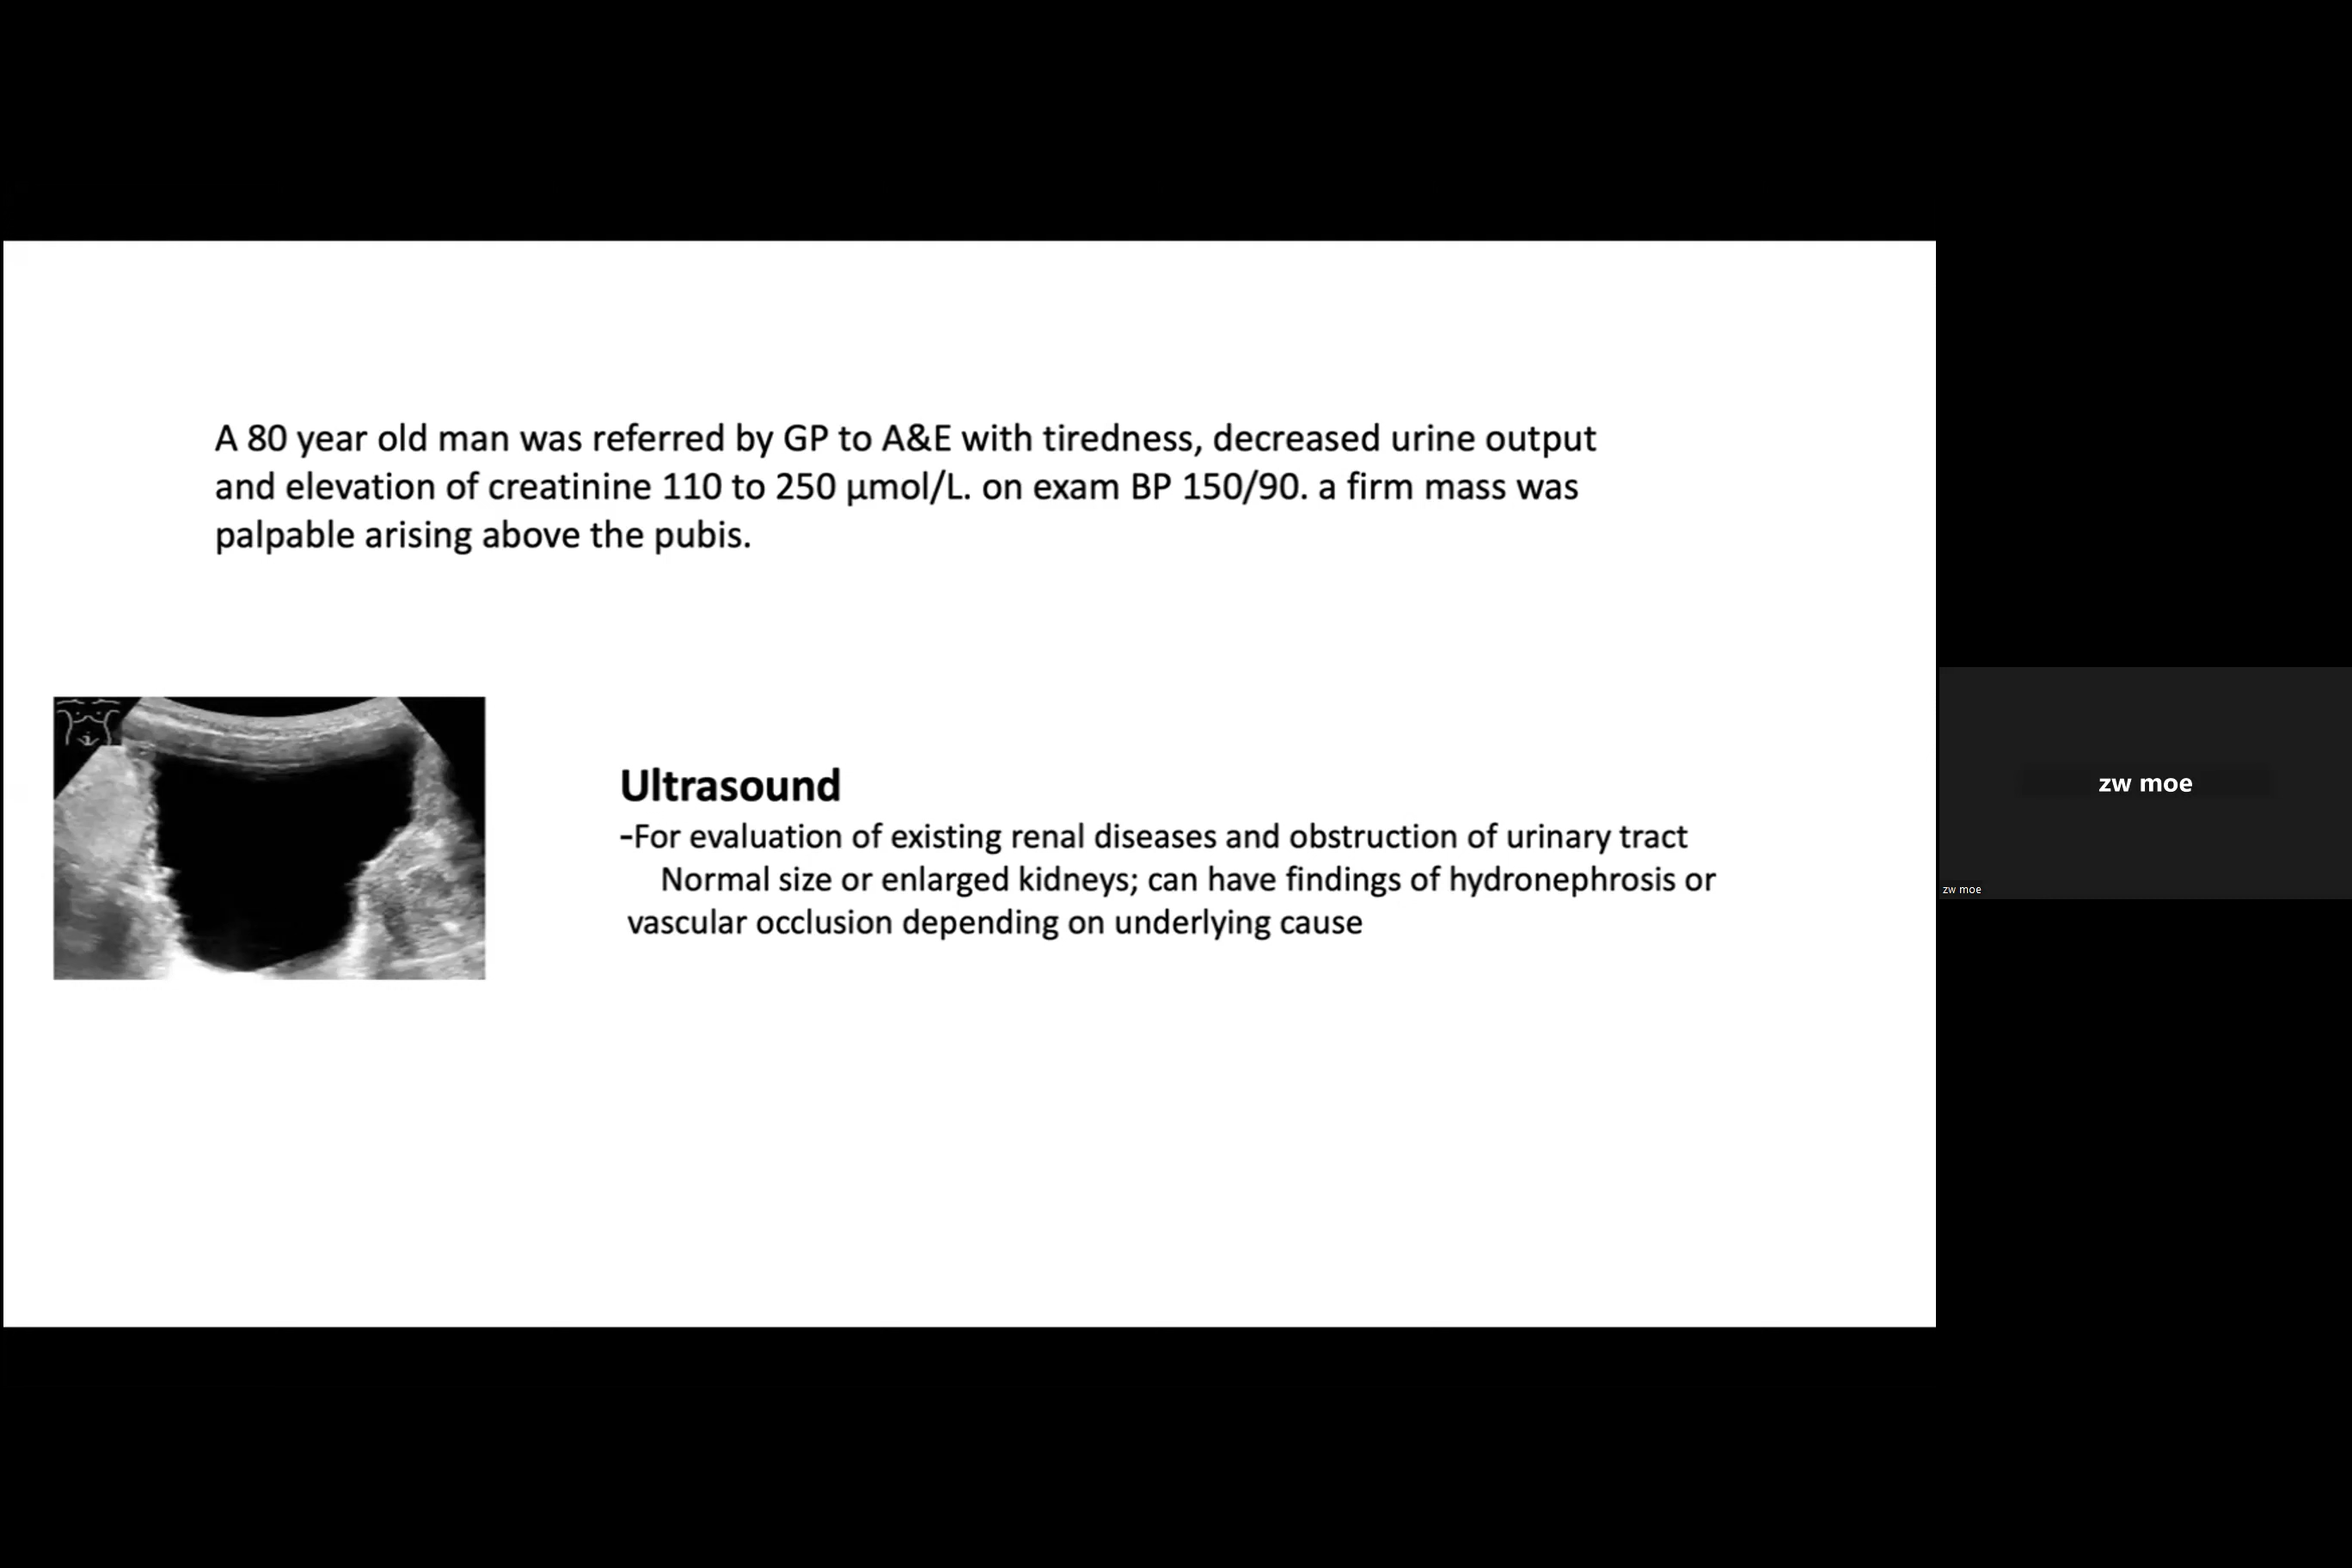 A 80 year old man was referred by GP to A&E with tiredness, decreased urine output
and elevation of creatinine 110 to 250 µmol/L. on exam BP 150/90. a firm mass was
palpable arising above the pubis.
Ultrasound
-For evaluation of existing renal diseases and obstruction of urinary tract
Normal size or enlarged kidneys; can have findings of hydronephrosis or
vascular occlusion depending on underlying cause
zw moe
zw moe